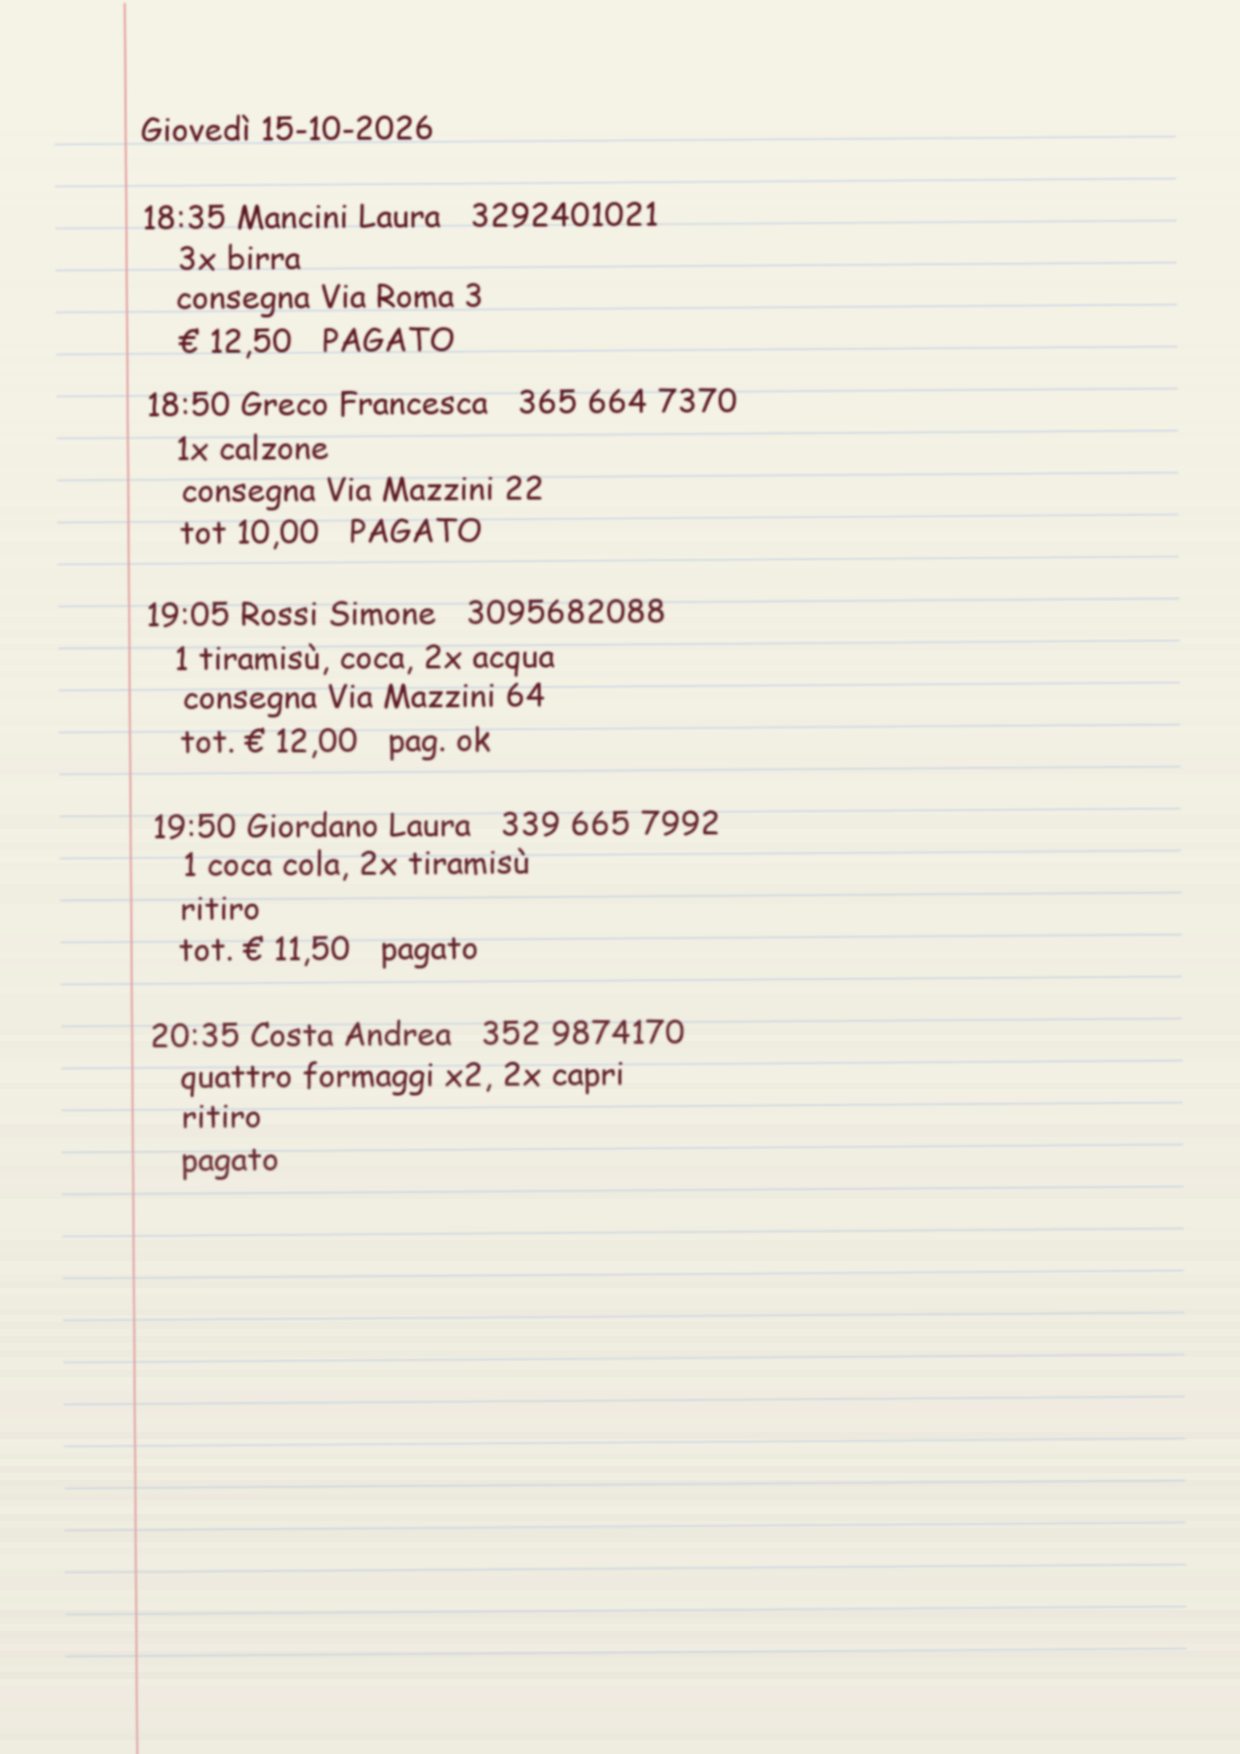 Giovedì 15-10-2026
18:35 Mancini Laura 3292401021
3x birra
consegna Via Roma 3
€ 12,50 PAGATO
18:50 Greco Francesca 365 664 7370
1x calzone
consegna Via Mazzini 22
tot 10,00 PAGATO
19:05 Rossi Simone 3095682088
1 tiramisù, coca, 2x acqua
consegna Via Mazzini 64
tot. € 12,00 pag. ok
19:50 Giordano Laura 339 665 7992
1 coca cola, 2x tiramisù
ritiro
tot. € 11,50 pagato
20:35 Costa Andrea 352 9874170
quattro formaggi x2, 2x capri
ritiro
pagato